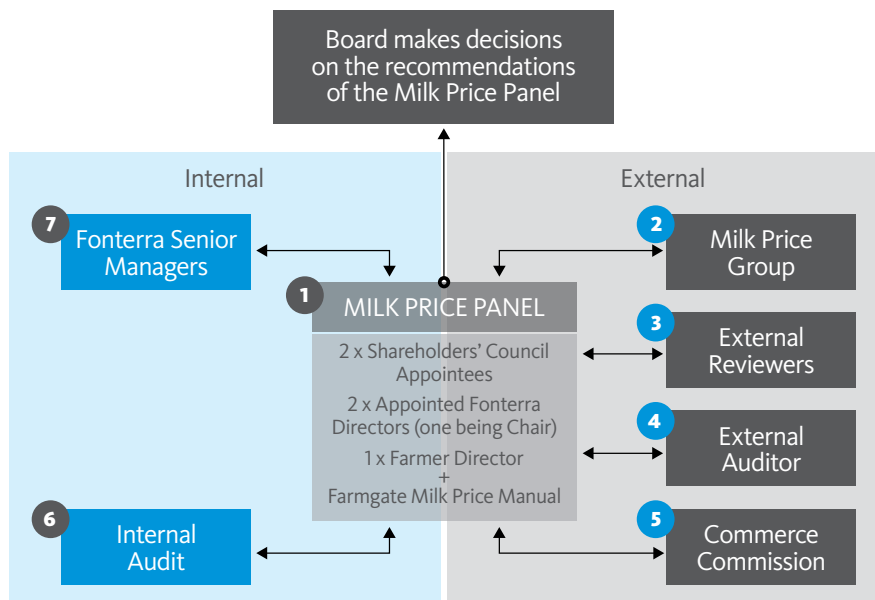 Board makes decisions
on the recommendations
of the Milk Price Panel
Internal
External
7
Fonterra Senior
Managers
2
Milk Price
Group
1
MILK PRICE PANEL
2 x Shareholders’ Council
Appointees
2 x Appointed Fonterra
Directors (one being Chair)
1 x Farmer Director
+
Farmgate Milk Price Manual
3
External
Reviewers
4
External
Auditor
6
Internal
Audit
5
Commerce
Commission